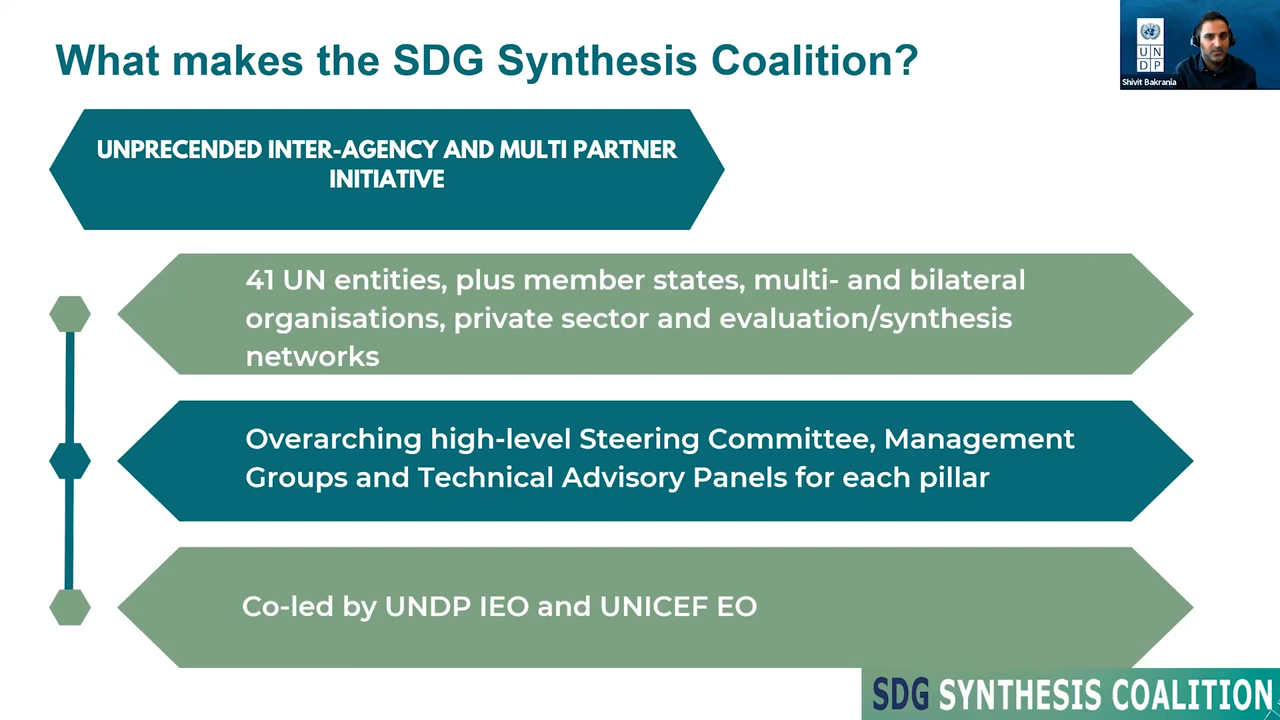 What makes the SDG Synthesis Coalition?
UN
DP
Shivit Bakrania
UNPRECENDED INTER-AGENCY AND MULTI PARTNER
INITIATIVE
41 UN entities, plus member states, multi- and bilateral
organisations, private sector and evaluation/synthesis
networks
Overarching high-level Steering Committee, Management
Groups and Technical Advisory Panels for each pillar
Co-led by UNDP IEO and UNICEF EO
SDG SYNTHESIS COALITION